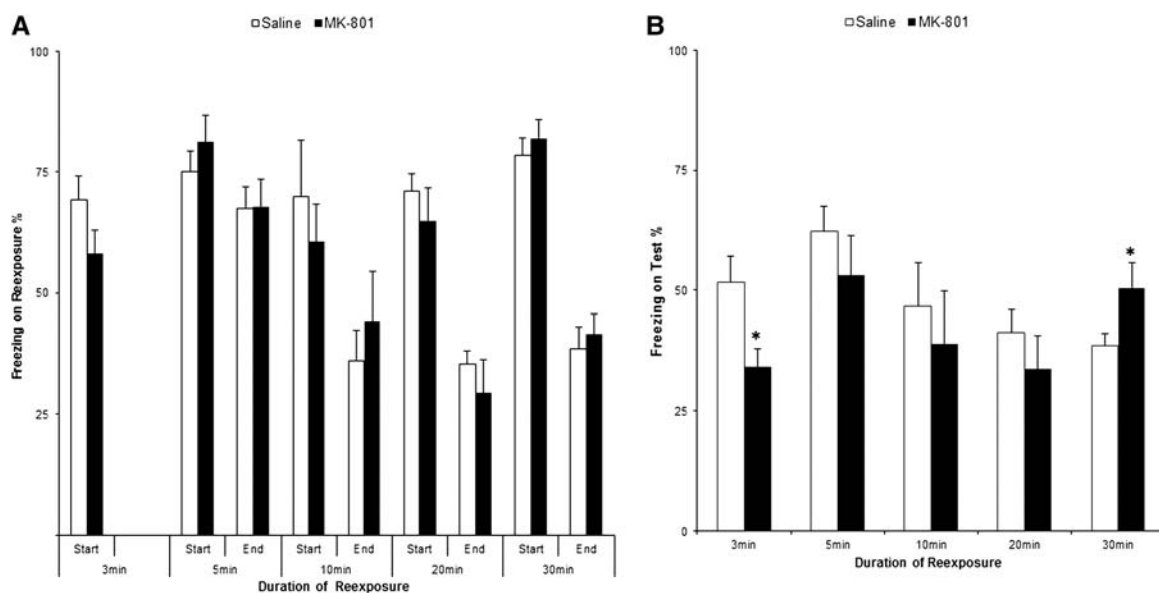 A
Saline MK-801
100
75
50
25
Freezing on Reexposure %
Start Start End Start End Start End Start End
3min 5min 10min 20min 30min
Duration of Reexposure
B
Saline MK-801
100
75
50
25
0
Freezing on Test %
*
*
3min 5min 10min 20min 30min
Duration of Reexposure